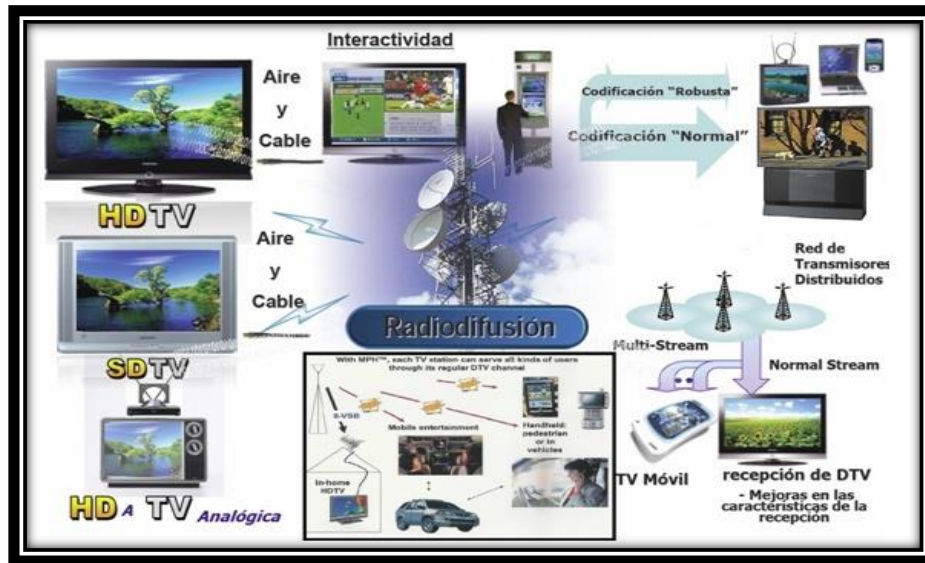 Interactividad
Aire
y
Cable
HDTV
Aire
y
Cable
SDTV
HD A TV Analógica
Codificación "Robusta"
Codificación "Normal"
Radiodifusión
Red de
Transmisores
Distribuidos
Multi-Stream
Normal Stream
TV Móvil
recepción de DTV
- Mejoras en las
características de la
recepción
With MPH™, each TV station can serve all kinds of users
through its regular DTV channel
8-VSB
Mobile entertainment
Handheld:
pedestrian
or in
vehicles
In-home
HDTV